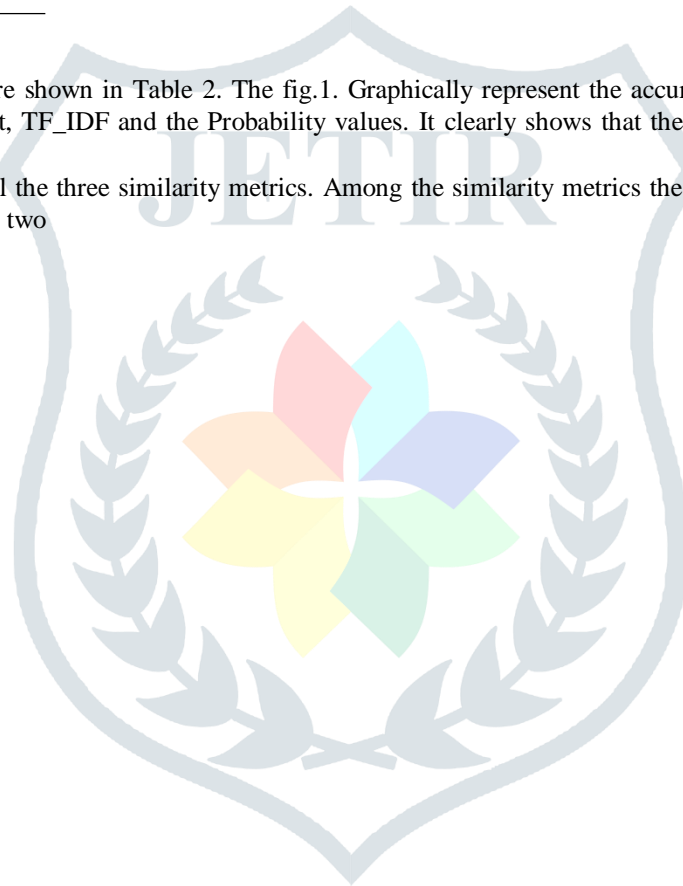 re shown in Table 2. The fig.1. Graphically represent the accur
t, TF_IDF and the Probability values. It clearly shows that the
l the three similarity metrics. Among the similarity metrics the
two
JETIR